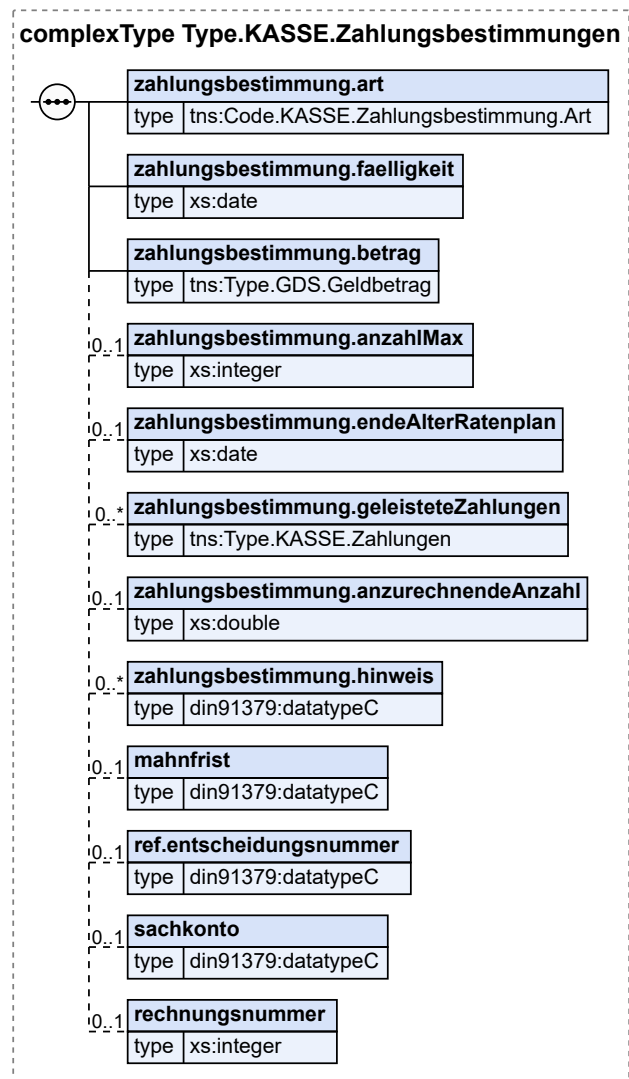 complexType Type.KASSE.Zahlungsbestimmungen
zahlungsbestimmung.art
type tns:Code.KASSE.Zahlungsbestimmung.Art
zahlungsbestimmung.faelligkeit
type xs:date
zahlungsbestimmung.betrag
type tns:Type.GDS.Geldbetrag
0..1 zahlungsbestimmung.anzahlMax
type xs:integer
0..1 zahlungsbestimmung.endeAlterRatenplan
type xs:date
0..* zahlungsbestimmung.geleisteteZahlungen
type tns:Type.KASSE.Zahlungen
0..1 zahlungsbestimmung.anzurechnendeAnzahl
type xs:double
0..* zahlungsbestimmung.hinweis
type din91379:datatypeC
0..1 mahnfrist
type din91379:datatypeC
0..1 ref.entscheidungsnummer
type din91379:datatypeC
0..1 sachkonto
type din91379:datatypeC
0..1 rechnungsnummer
type xs:integer